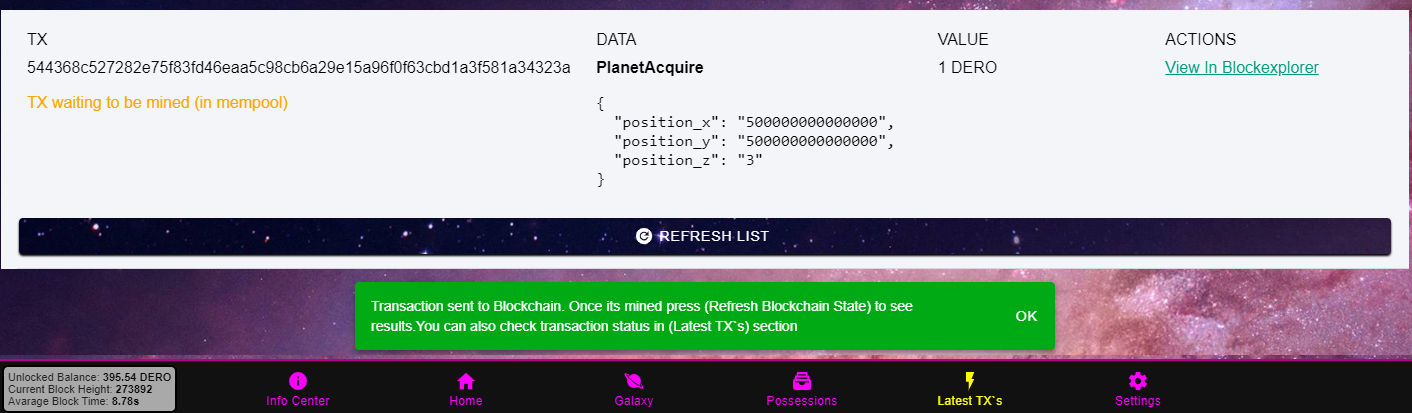 TX DATA VALUE ACTIONS
544368c527282e75f83fd46eaa5c98cb6a29e15a96f0f63cbd1a3f581a34323a PlanetAcquire 1 DERO View In Blockexplorer
TX waiting to be mined (in mempool)
{
"position_x": "500000000000000",
"position_y": "500000000000000",
"position_z": "3"
}
REFRESH LIST
Transaction sent to Blockchain. Once its mined press (Refresh Blockchain State) to see
results.You can also check transaction status in (Latest TX`s) section
OK
Unlocked Balance: 395.54 DERO
Current Block Height: 273892
Avarage Block Time: 8.78s
Info Center Home Galaxy Possessions Latest TX`s Settings